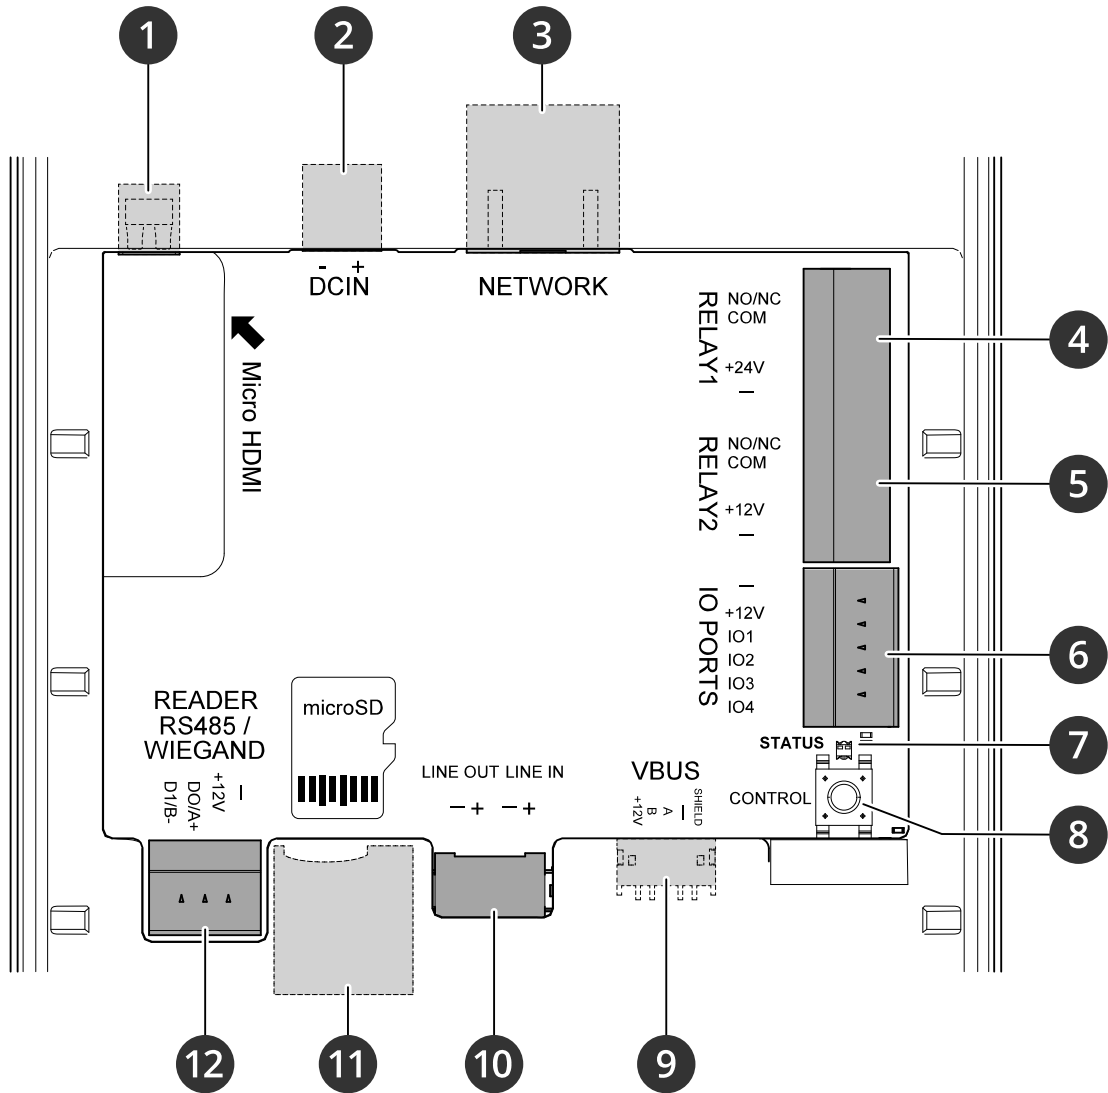 1
2
3
- +
DCIN
NETWORK
Micro HDMI
RELAY1
NO/NC
COM
+24V
—
4
RELAY2
NO/NC
COM
+12V
—
5
IO PORTS
—
+12V
IO1
IO2
IO3
IO4
6
STATUS
7
CONTROL
8
READER
RS485 /
WIEGAND
D1/B-
DO/A+
+12V
—
microSD
LINE OUT LINE IN
— + — +
VBUS
+12V
B
A
—
SHIELD
12
11
10
9